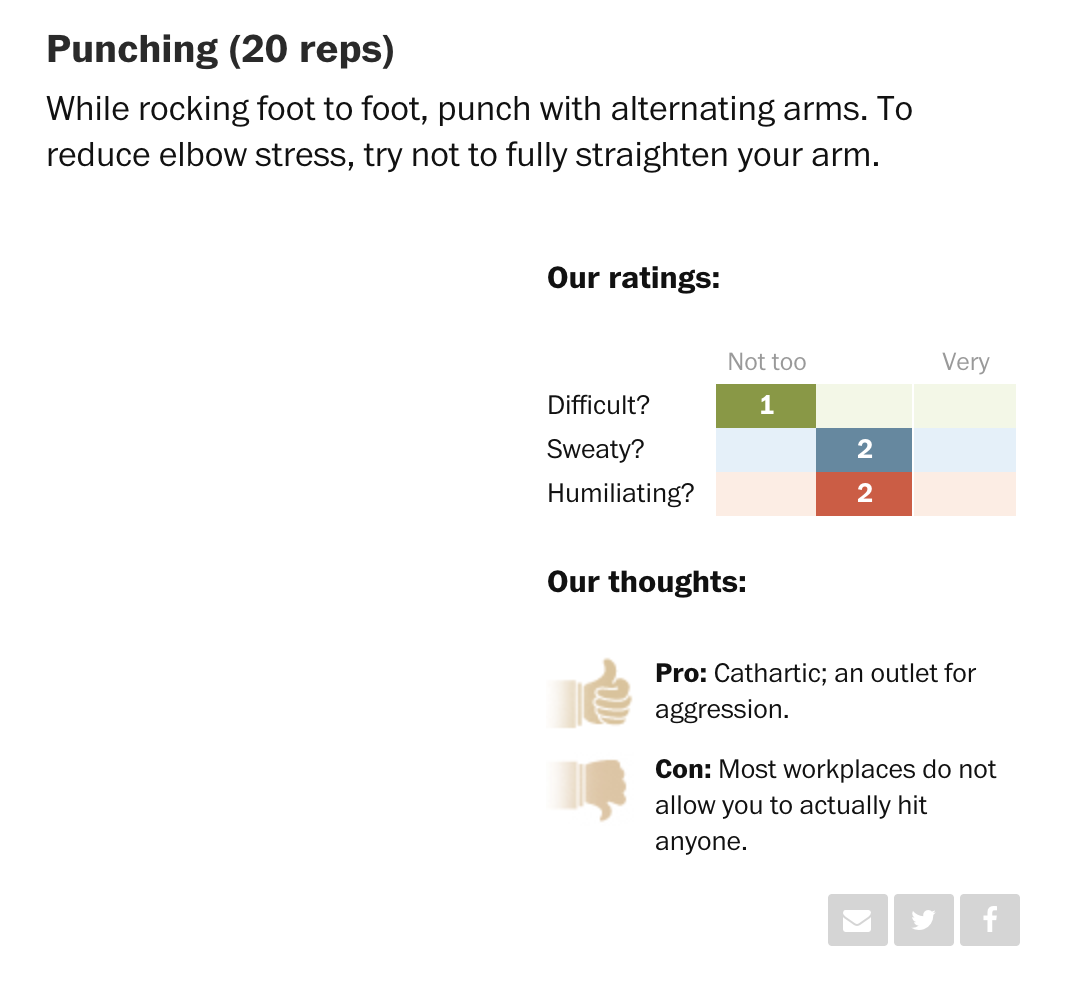 Punching (20 reps)
While rocking foot to foot, punch with alternating arms. To
reduce elbow stress, try not to fully straighten your arm.
Our ratings:
Not too Very
Difficult? 1
Sweaty? 2
Humiliating? 2
Our thoughts:
Pro: Cathartic; an outlet for
aggression.
Con: Most workplaces do not
allow you to actually hit
anyone.